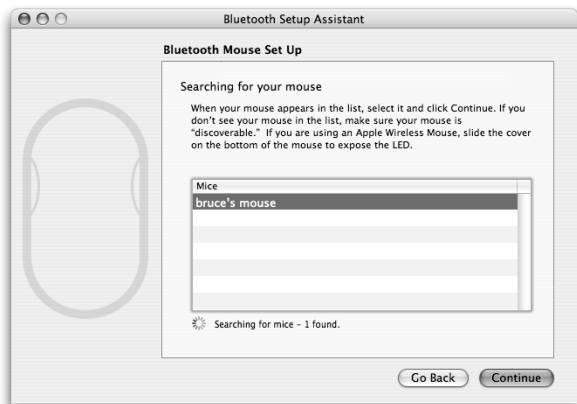 Bluetooth Setup Assistant
Bluetooth Mouse Set Up
Searching for your mouse
When your mouse appears in the list, select it and click Continue. If you
don't see your mouse in the list, make sure your mouse is
“discoverable.” If you are using an Apple Wireless Mouse, slide the cover
on the bottom of the mouse to expose the LED.
Mice
bruce's mouse
Searching for mice – 1 found.
Go Back
Continue